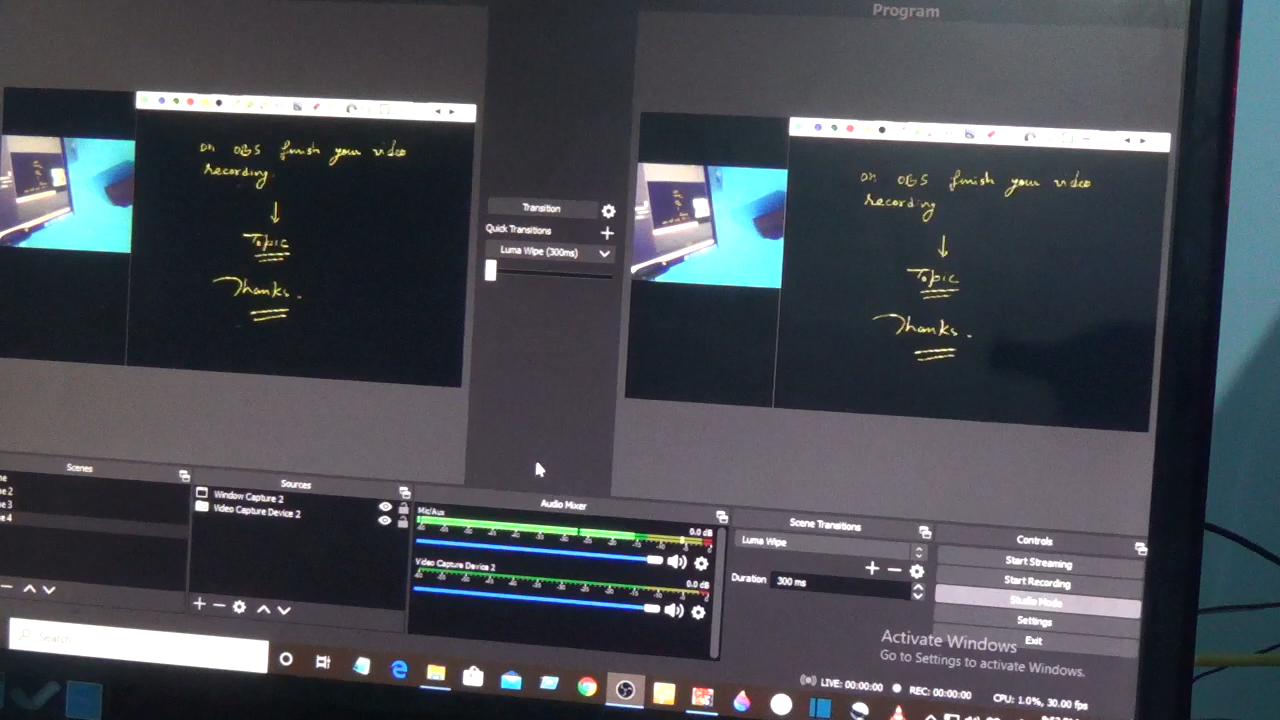 Program
on OBS finish your video
recording
Topic
Thanks.
Transition
Quick Transitions
Luma Wipe (300ms)
on OBS finish your video
recording
Topic
Thanks.
Scenes
e 2
e 3
e 4
Sources
Window Capture 2
Video Capture Device 2
Audio Mixer
Mic/Aux
0.0 dB
Video Capture Device 2
0.0 dB
Scene Transitions
Luma Wipe
Duration
300 ms
Controls
Start Streaming
Start Recording
Studio Mode
Settings
Exit
Activate Windows
Go to Settings to activate Windows.
LIVE: 00:00:00
REC: 00:00:00
CPU: 1.0%, 30.00 fps
Search